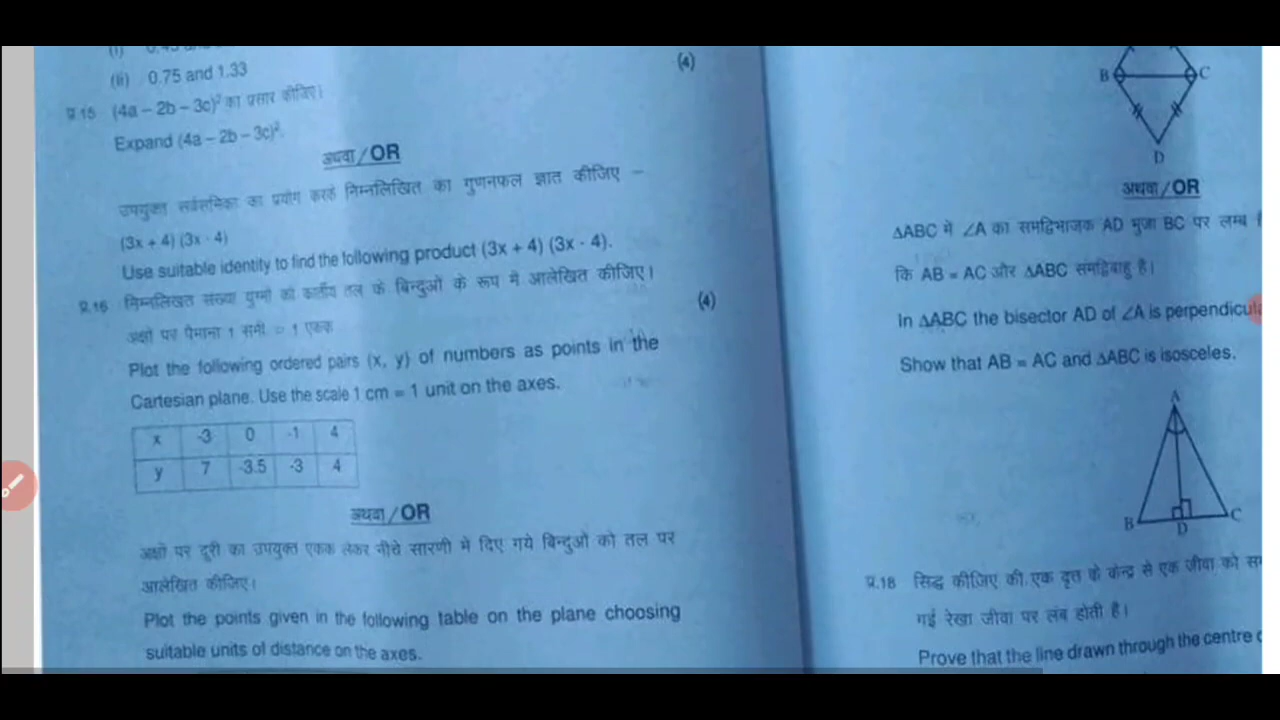 (ii) 0.75 and 1.33
(4)
प्र.15 (4a – 2b – 3c)² का प्रसार कीजिए।
Expand (4a – 2b – 3c)².
अथवा / OR
उपयुक्त सर्वसमिका का प्रयोग करके निम्नलिखित का गुणनफल ज्ञात कीजिए –
(3x + 4) (3x - 4)
Use suitable identity to find the following product (3x + 4) (3x - 4).
प्र.16 निम्नलिखत संख्या युग्मों को कार्तीय तल के बिन्दुओं के रूप में आलेखित कीजिए।
(4)
अक्षों पर पैमाना 1 सेमी = 1 एकक
Plot the following ordered pairs (x, y) of numbers as points in the
Cartesian plane. Use the scale 1 cm = 1 unit on the axes.
x -3 0 -1 4
y 7 -3.5 -3 4
अथवा / OR
अक्षों पर दूरी का उपयुक्त एकक लेकर नीचे सारणी में दिए गये बिन्दुओं को तल पर
आलेखित कीजिए।
Plot the points given in the following table on the plane choosing
suitable units of distance on the axes.
B C
D
अथवा / OR
∆ABC में ∠A का समद्विभाजक AD भुजा BC पर लम्ब
कि AB = AC और ∆ABC समद्विबाहु है।
In ∆ABC the bisector AD of ∠A is
Show that AB = AC and ∆ABC is isosceles.
A
B D C
प्र.18 सिद्ध कीजिए की एक वृत्त के केन्द्र से एक जीवा को
गई रेखा जीवा पर लंब होती है।
Prove that the line drawn through the centre